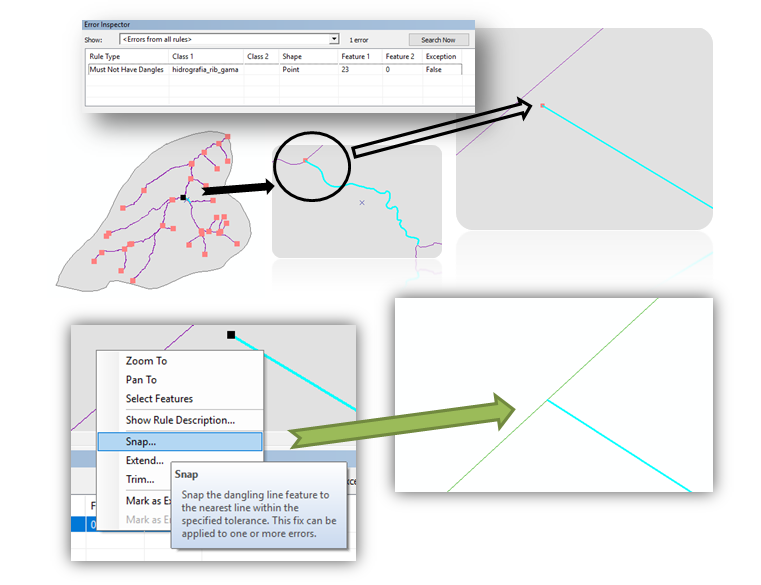 Error Inspector
Show: <Errors from all rules> 1 error Search Now
Rule Type Class 1 Class 2 Shape Feature 1 Feature 2 Exception
Must Not Have Dangles hidrografia_rib_gama Point 23 0 False
Zoom To
Pan To
Select Features
Show Rule Description...
Snap...
Extend...
Trim...
Mark as Ex
Mark as E
F
0
xce
Snap
Snap the dangling line feature to
the nearest line within the
specified tolerance. This fix can be
applied to one or more errors.